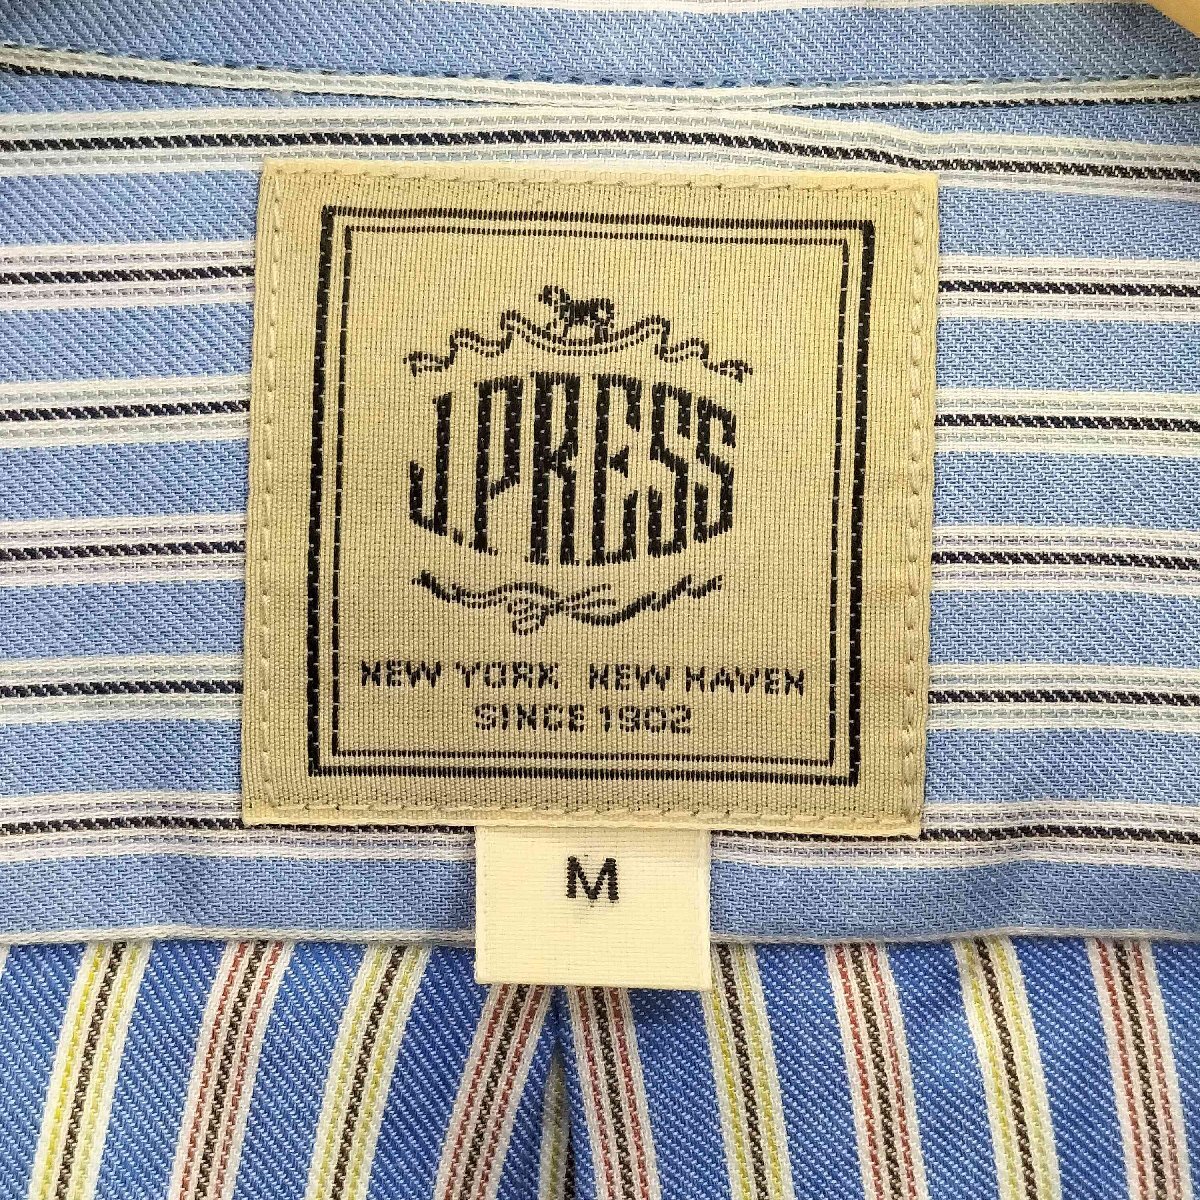 J.PRESS
NEW YORK NEW HAVEN
SINCE 1902
M